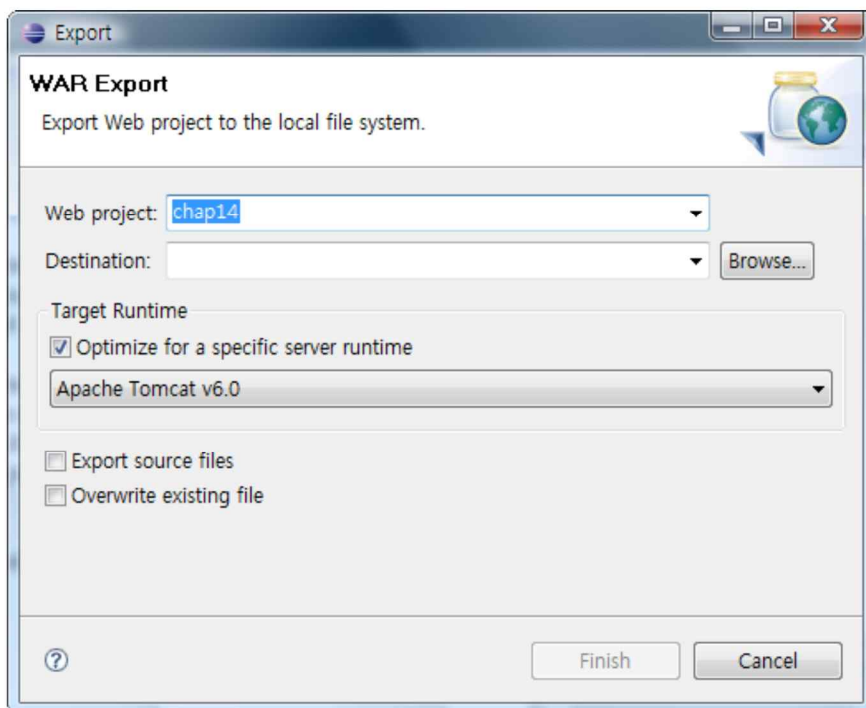 Export
WAR Export
Export Web project to the local file system.
Web project: chap14
Destination: Browse...
Target Runtime
Optimize for a specific server runtime
Apache Tomcat v6.0
Export source files
Overwrite existing file
? Finish Cancel